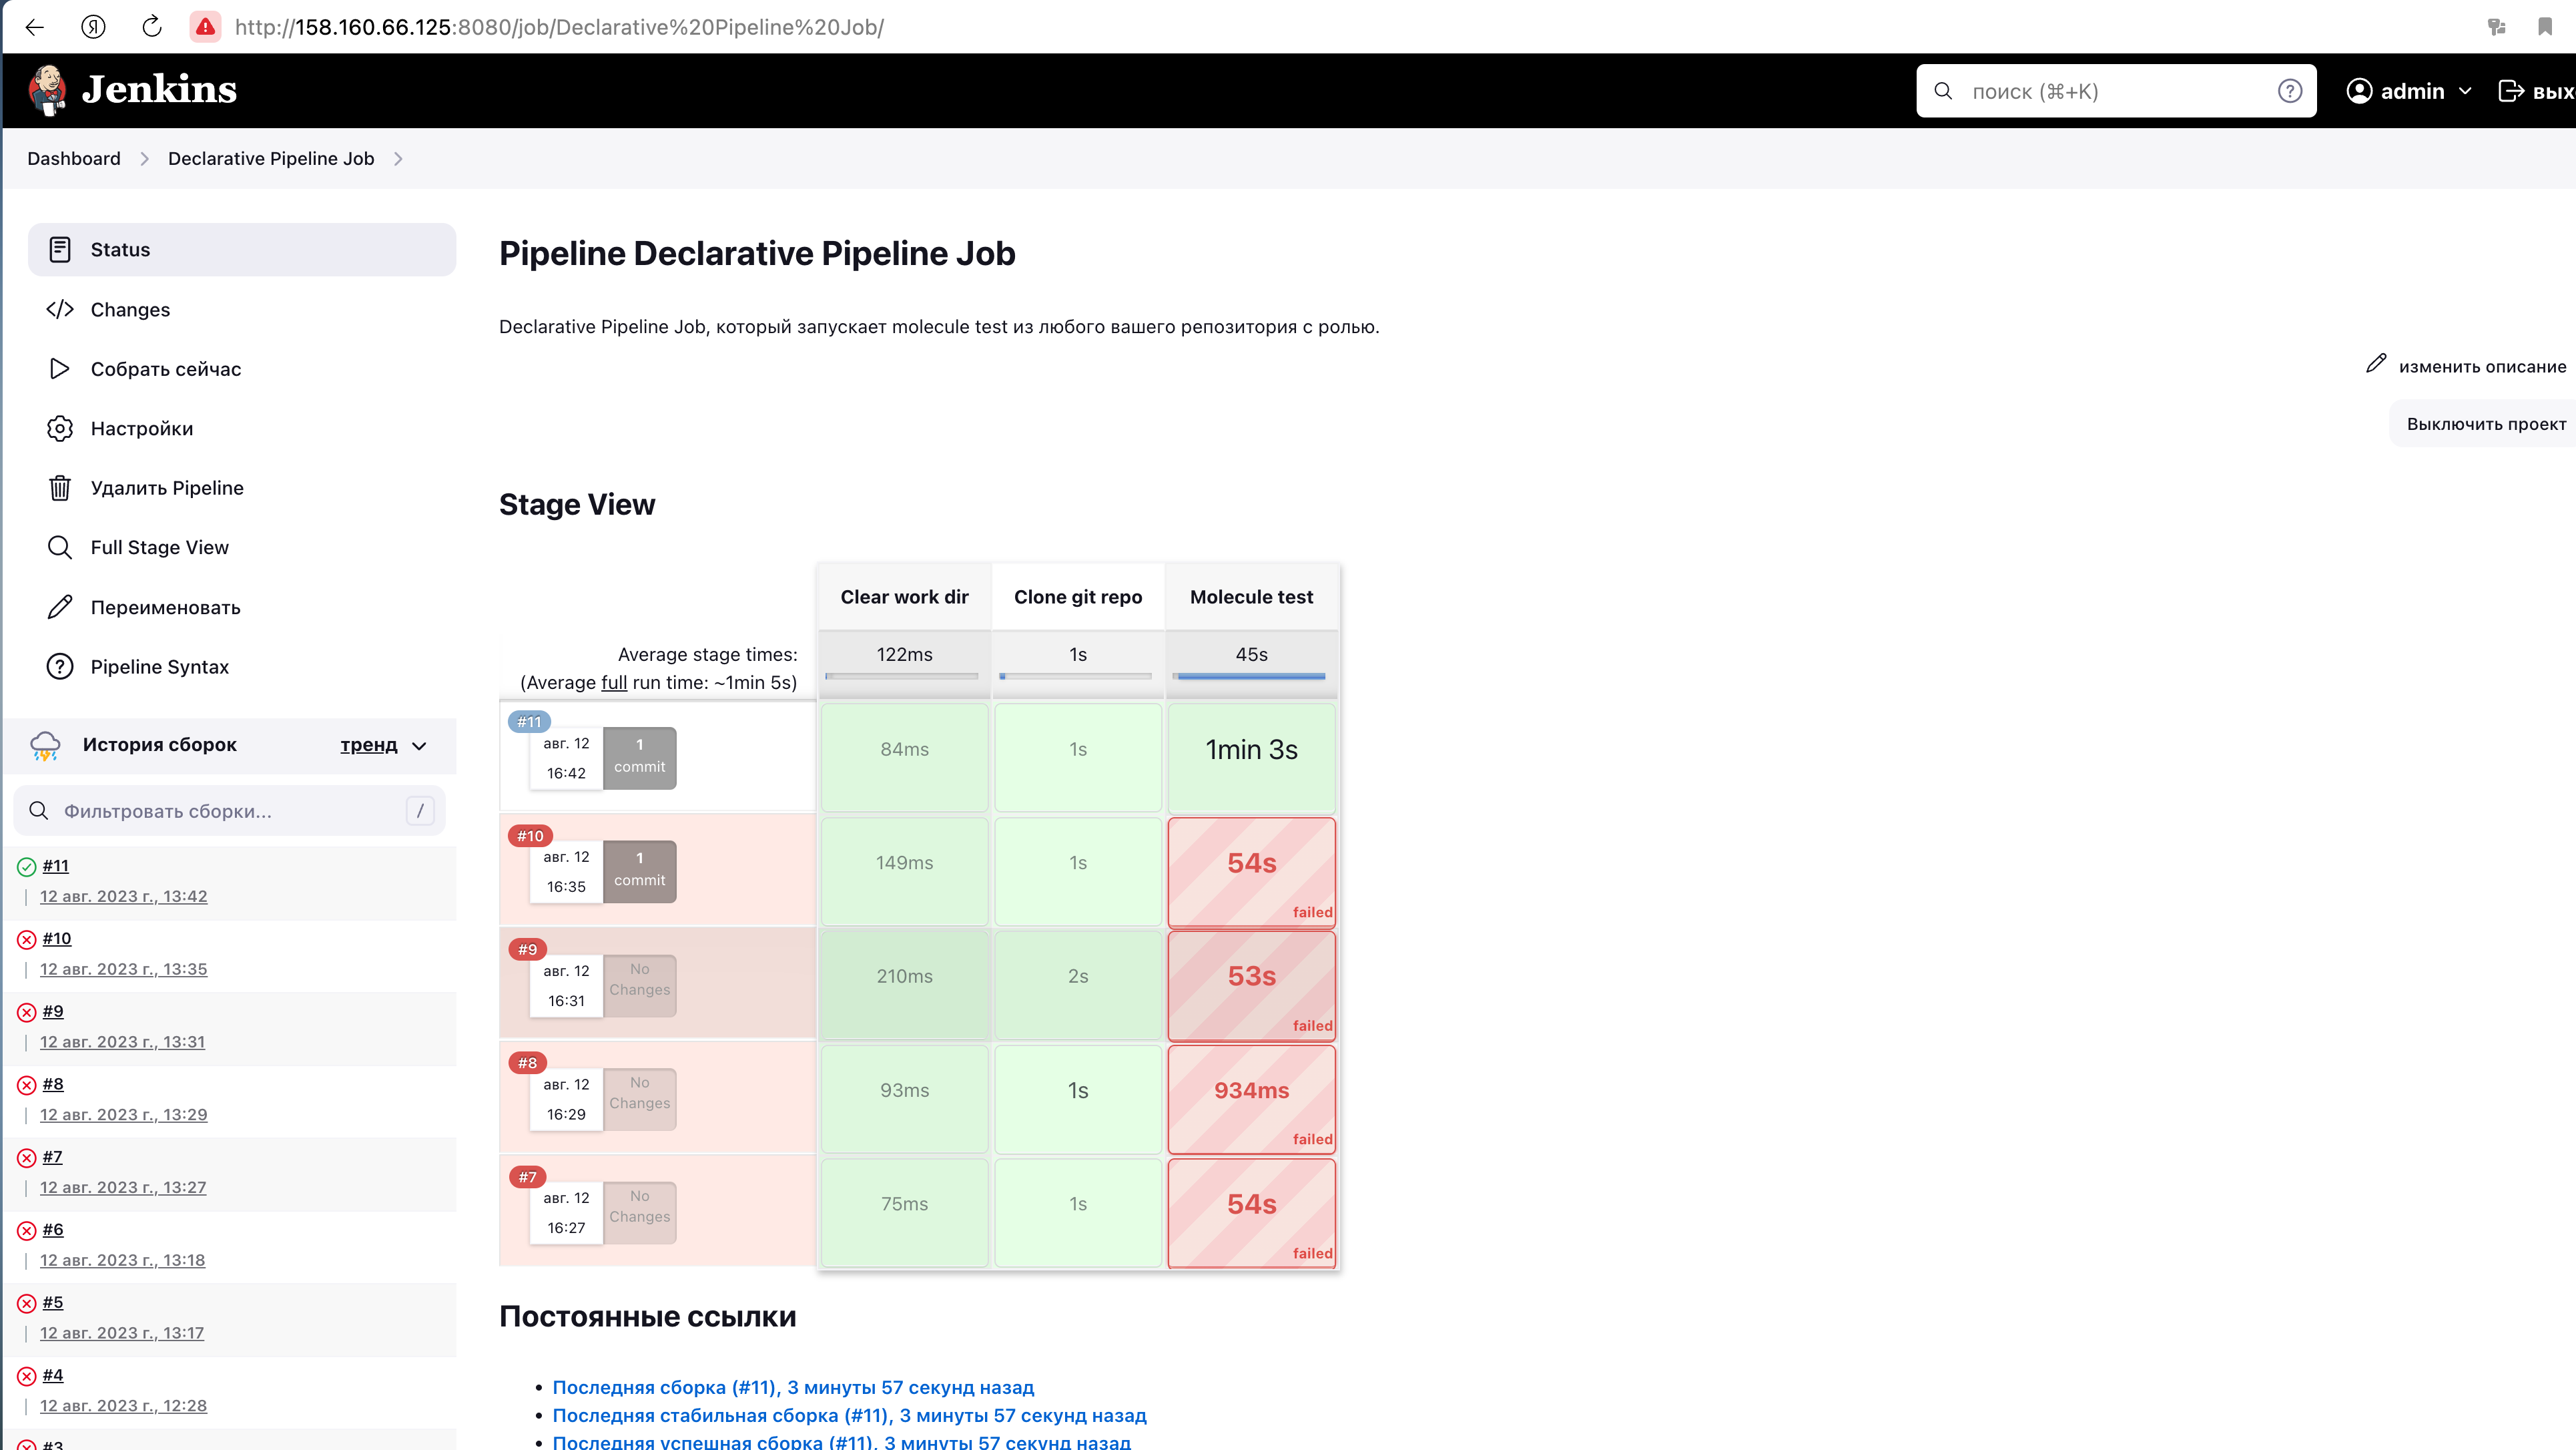 http://158.160.66.125:8080/job/Declarative%20Pipeline%20Job/
Jenkins
поиск (⌘+K)
admin
вых
Dashboard
Declarative Pipeline Job
Status
Changes
Собрать сейчас
Настройки
Удалить Pipeline
Full Stage View
Переименовать
Pipeline Syntax
История сборок
тренд
Фильтровать сборки...
/
#11
12 авг. 2023 г., 13:42
#10
12 авг. 2023 г., 13:35
#9
12 авг. 2023 г., 13:31
#8
12 авг. 2023 г., 13:29
#7
12 авг. 2023 г., 13:27
#6
12 авг. 2023 г., 13:18
#5
12 авг. 2023 г., 13:17
#4
12 авг. 2023 г., 12:28
#3
Pipeline Declarative Pipeline Job
Declarative Pipeline Job, который запускает molecule test из любого вашего репозитория с ролью.
изменить описание
Выключить проект
Stage View
Clear work dir
Clone git repo
Molecule test
Average stage times:
(Average full run time: ~1min 5s)
122ms
1s
45s
#11
авг. 12
16:42
1
commit
84ms
1s
1min 3s
#10
авг. 12
16:35
1
commit
149ms
1s
54s
failed
#9
авг. 12
16:31
No
Changes
210ms
2s
53s
failed
#8
авг. 12
16:29
No
Changes
93ms
1s
934ms
failed
#7
авг. 12
16:27
No
Changes
75ms
1s
54s
failed
Постоянные ссылки
Последняя сборка (#11), 3 минуты 57 секунд назад
Последняя стабильная сборка (#11), 3 минуты 57 секунд назад
Последняя успешная сборка (#11), 3 минуты 57 секунд назад